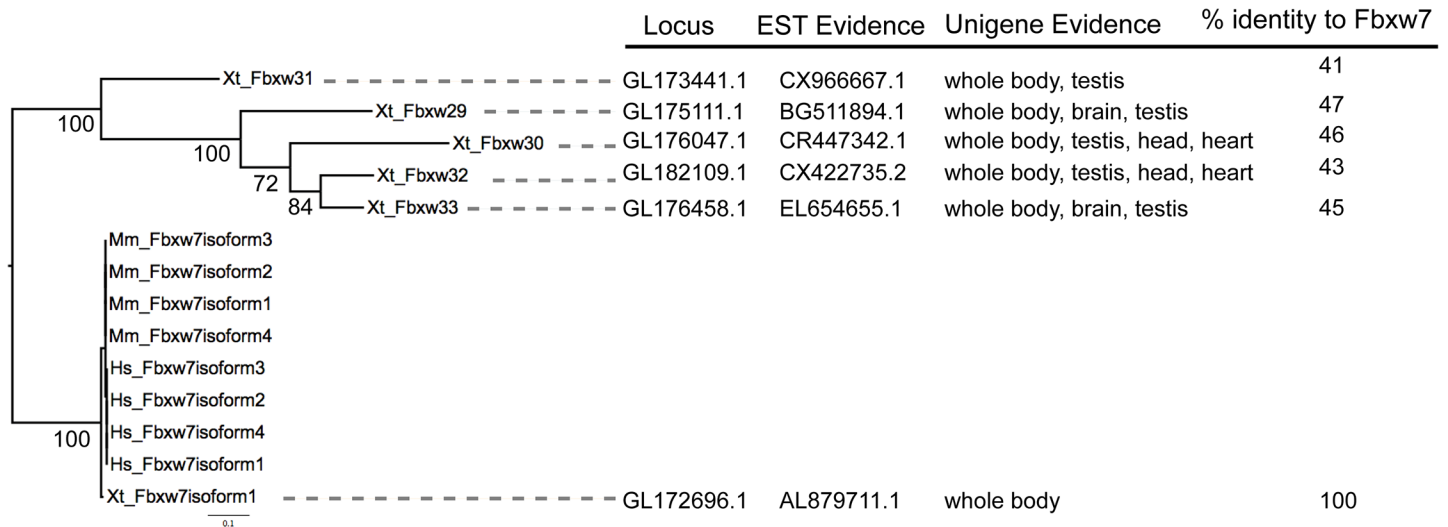 Locus EST Evidence Unigene Evidence % identity to Fbxw7
Xt_Fbxw31 GL173441.1 CX966667.1 whole body, testis 41
Xt_Fbxw29 GL175111.1 BG511894.1 whole body, brain, testis 47
100
Xt_Fbxw30 GL176047.1 CR447342.1 whole body, testis, head, heart 46
100
Xt_Fbxw32 GL182109.1 CX422735.2 whole body, testis, head, heart 43
72
Xt_Fbxw33 GL176458.1 EL654655.1 whole body, brain, testis 45
84
Mm_Fbxw7isoform3
Mm_Fbxw7isoform2
Mm_Fbxw7isoform1
Mm_Fbxw7isoform4
Hs_Fbxw7isoform3
Hs_Fbxw7isoform2
Hs_Fbxw7isoform4
100
Hs_Fbxw7isoform1
Xt_Fbxw7isoform1 GL172696.1 AL879711.1 whole body 100
0.1